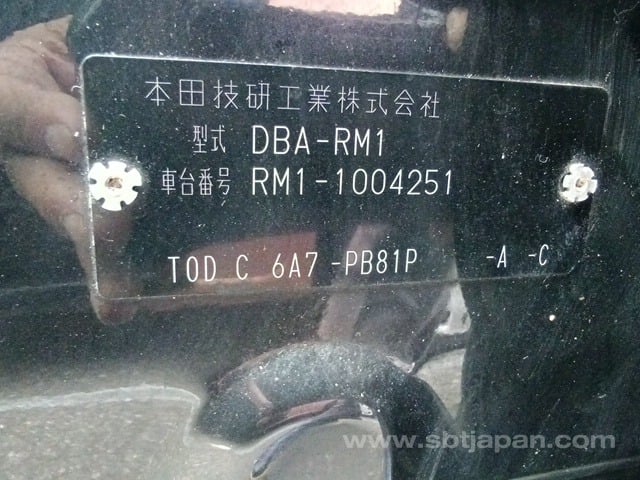 本田技研工業株式会社
型式 DBA-RM1
車台番号 RM1-1004251
TOD C 6A7-PB81P -A -C
www.sbtjapan.com